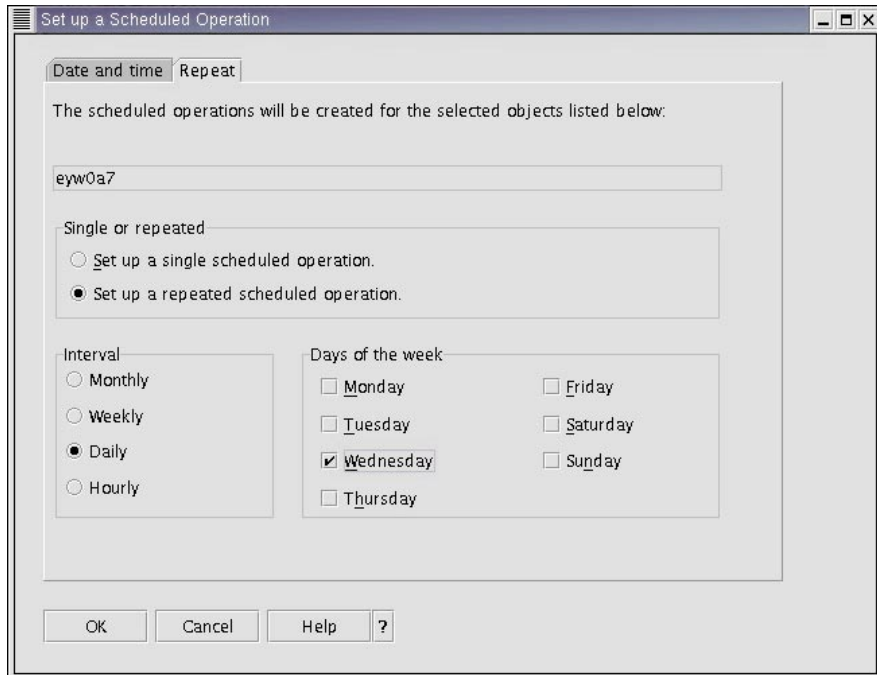 Set up a Scheduled Operation
Date and time
Repeat
The scheduled operations will be created for the selected objects listed below:
eyw0a7
Single or repeated
Set up a single scheduled operation.
Set up a repeated scheduled operation.
Interval
Monthly
Weekly
Daily
Hourly
Days of the week
Monday
Tuesday
Wednesday
Thursday
Friday
Saturday
Sunday
OK
Cancel
Help
?